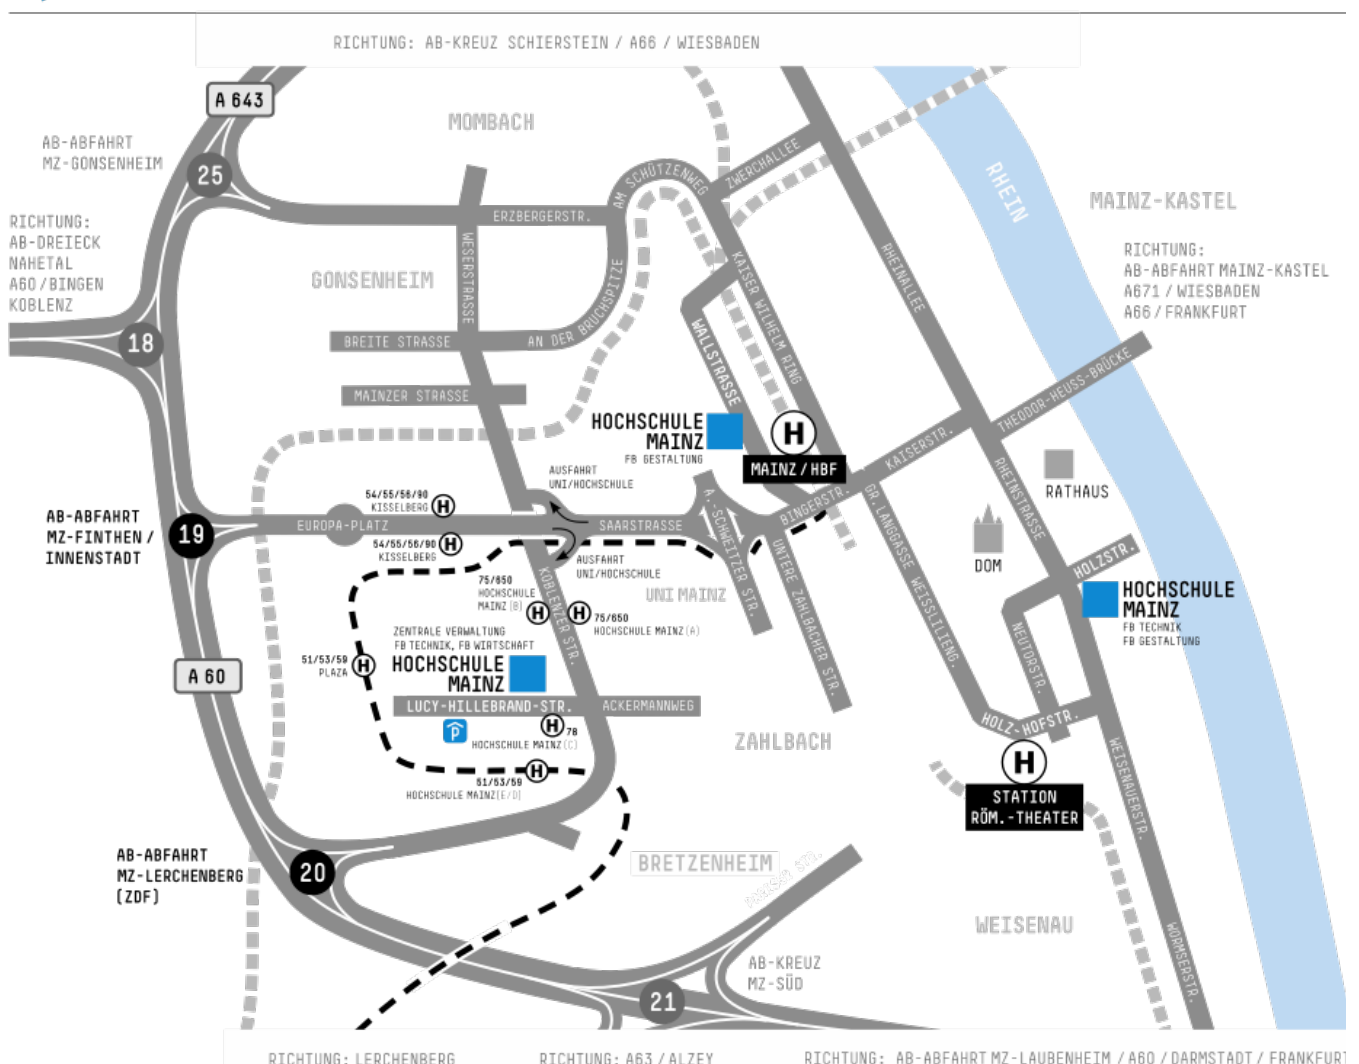 RICHTUNG: AB-KREUZ SCHIERSTEIN / A66 / WIESBADEN
A 643
MOMBACH
AB-ABFAHRT
MZ-GONSENHEIM
25
ZWERCHALLEE
AM SCHÜTZENWEG
RHEIN
MAINZ-KASTEL
RICHTUNG:
AB-DREIECK
NAHETAL
A60 / BINGEN
KOBLENZ
ERZBERGERSTR.
WESERSTRASSE
GONSENHEIM
KAISER WILHELM RING
RHEINALLEE
RICHTUNG:
AB-ABFAHRT MAINZ-KASTEL
A671 / WIESBADEN
A66 / FRANKFURT
18
BREITE STRASSE
AN DER BRUCHSPITZE
WALLSTRASSE
THEODOR-HEUSS-BRÜCKE
MAINZER STRASSE
HOCHSCHULE
MAINZ
FB GESTALTUNG
H
MAINZ / HBF
KAISERSTR.
RHEINSTRASSE
RATHAUS
AUSFAHRT
UNI/HOCHSCHULE
54/55/56/90
KISSELBERG
H
BINGERSTR.
GR.LANGGASSE WEISSLILIENG.
AB-ABFAHRT
MZ-FINTHEN /
INNENSTADT
19
EUROPA-PLATZ
SAARSTRASSE
A.-SCHWEITZER STR.
UNTERE ZAHLBACHER STR.
54/55/56/90
KISSELBERG
H
AUSFAHRT
UNI/HOCHSCHULE
DOM
HOLZSTR.
KOBLENZER STR.
75/650
HOCHSCHULE
MAINZ (B)
H
H
75/650
HOCHSCHULE MAINZ (A)
UNI MAINZ
HOCHSCHULE
MAINZ
FB TECHNIK
FB GESTALTUNG
NEUTORSTR.
ZENTRALE VERWALTUNG
FB TECHNIK, FB WIRTSCHAFT
HOCHSCHULE
MAINZ
51/53/59
PLAZA
H
A 60
LUCY-HILLEBRAND-STR.
ACKERMANNWEG
P
H
78
HOCHSCHULE MAINZ (C)
ZAHLBACH
HOLZ-HOFSTR.
H
STATION
RÖM.-THEATER
WEISENAUERSTR.
51/53/59
HOCHSCHULE MAINZ (E/D)
H
AB-ABFAHRT
MZ-LERCHENBERG
(ZDF)
20
BRETZENHEIM
WEISENAU
WORMSERSTR.
AB-KREUZ
MZ-SÜD
21
RICHTUNG: LERCHENBERG
RICHTUNG: A63 / ALZEY
RICHTUNG: AB-ABFAHRT MZ-LAUBENHEIM / A60 / DARMSTADT / FRANKFURT